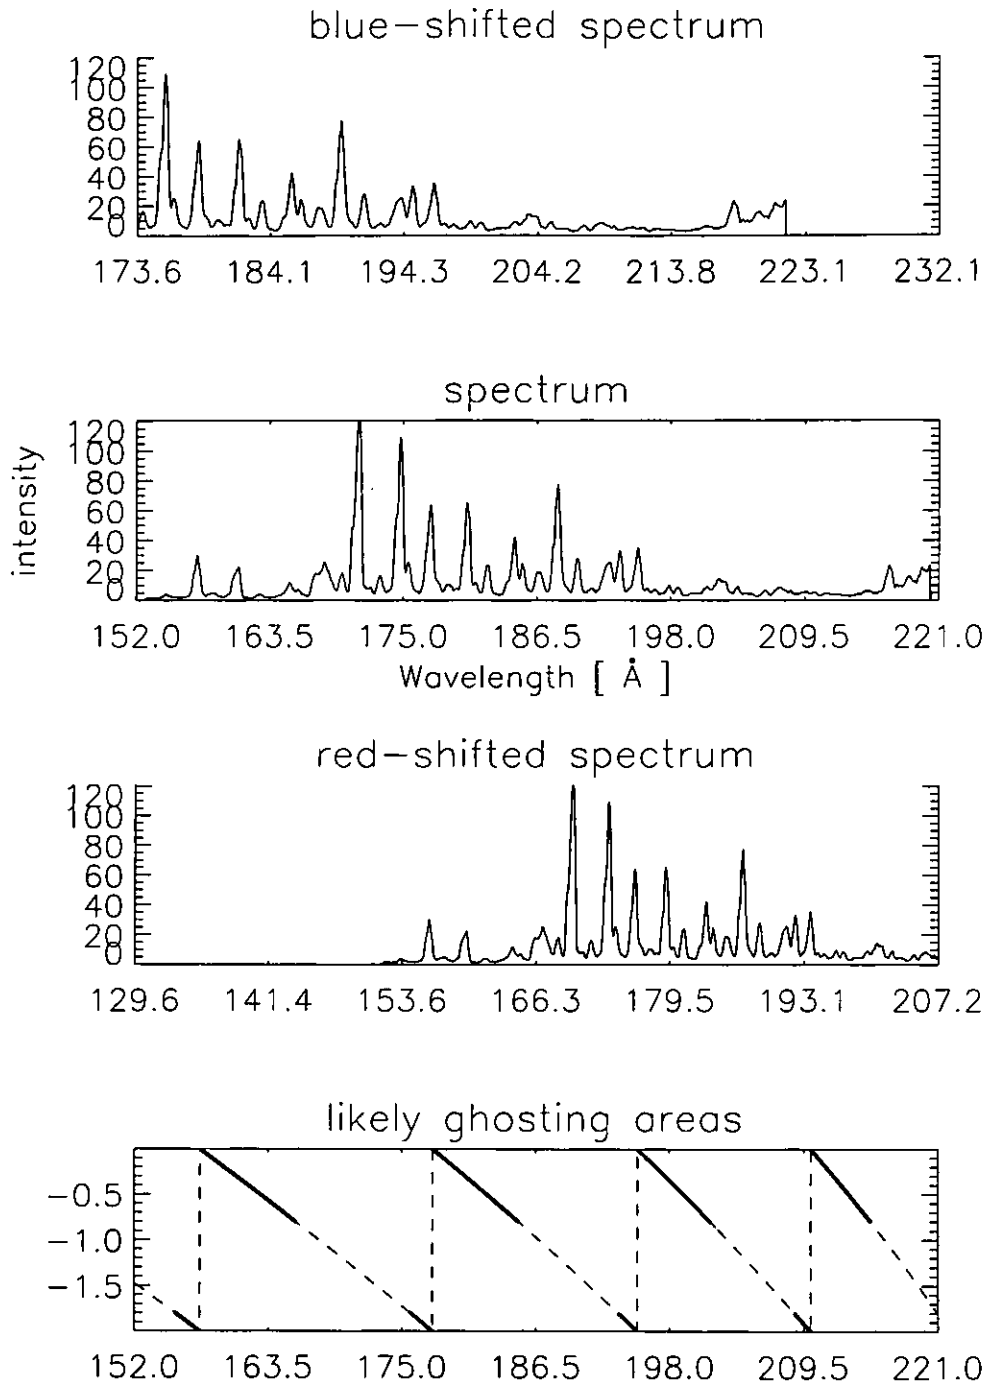 blue-shifted spectrum
120
100
80
60
40
20
0
173.6 184.1 194.3 204.2 213.8 223.1 232.1
spectrum
120
100
80
60
40
20
0
intensity
152.0 163.5 175.0 186.5 198.0 209.5 221.0
Wavelength [ Å ]
red-shifted spectrum
120
100
80
60
40
20
0
129.6 141.4 153.6 166.3 179.5 193.1 207.2
likely ghosting areas
-0.5
-1.0
-1.5
152.0 163.5 175.0 186.5 198.0 209.5 221.0